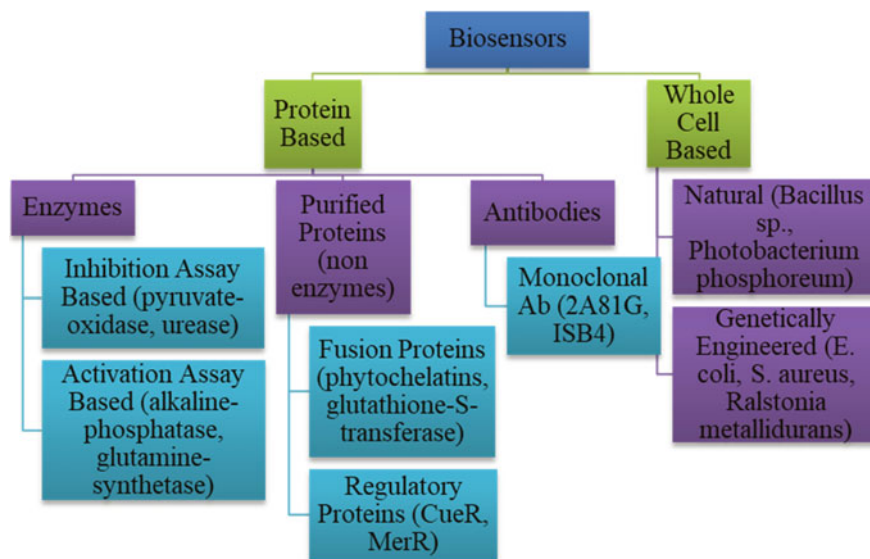 Biosensors
Protein
Based
Whole
Cell
Based
Enzymes
Inhibition Assay
Based (pyruvate-
oxidase, urease)
Activation Assay
Based (alkaline-
phosphatase,
glutamine-
synthetase)
Purified
Proteins
(non
enzymes)
Fusion Proteins
(phytochelatins,
glutathione-S-
transferase)
Regulatory
Proteins (CueR,
MerR)
Antibodies
Monoclonal
Ab (2A81G,
ISB4)
Natural (Bacillus
sp.,
Photobacterium
phosphoreum)
Genetically
Engineered (E.
coli, S. aureus,
Ralstonia
metallidurans)